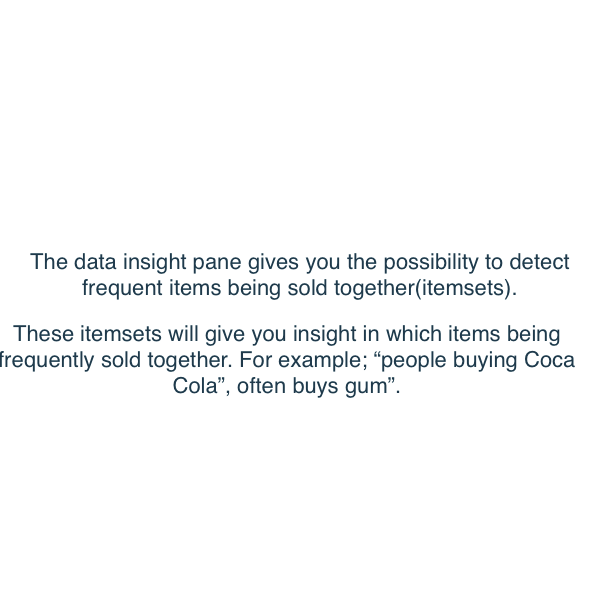 The data insight pane gives you the possibility to detect
frequent items being sold together(itemsets).
These itemsets will give you insight in which items being
frequently sold together. For example; “people buying Coca
Cola”, often buys gum”.